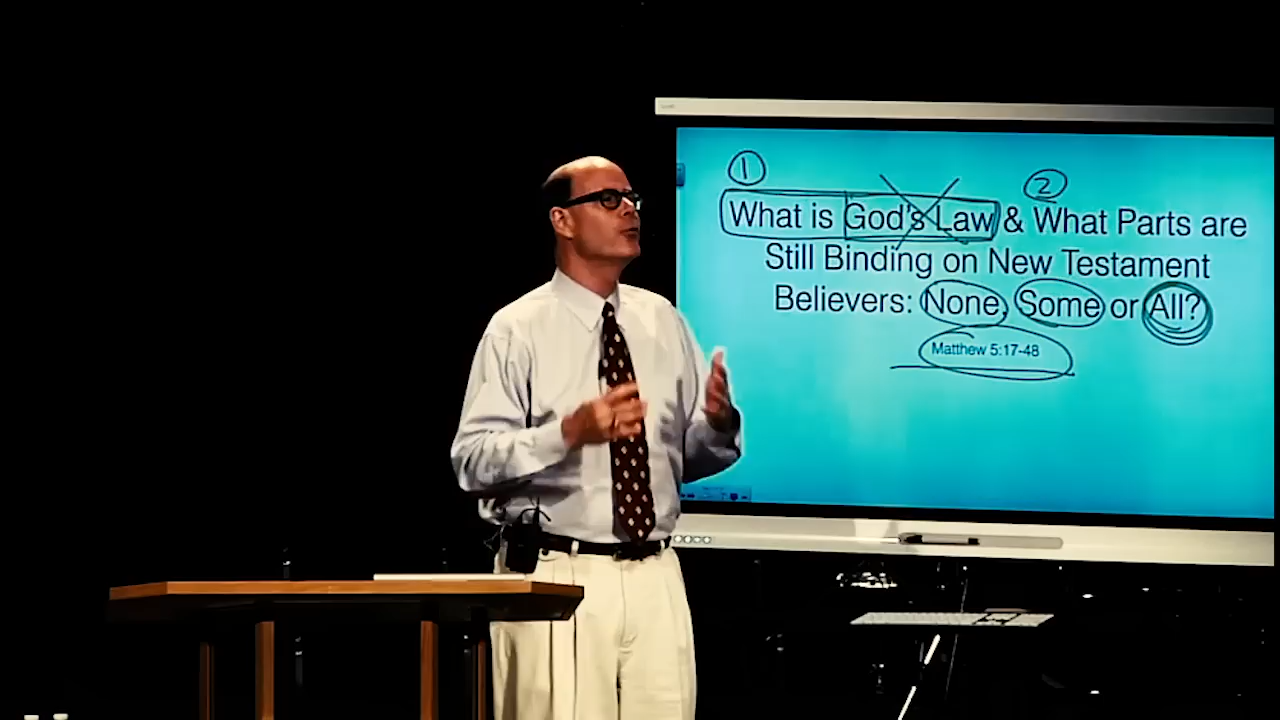 1 2
What is God's Law & What Parts are
Still Binding on New Testament
Believers: None, Some or All?
Matthew 5:17-48